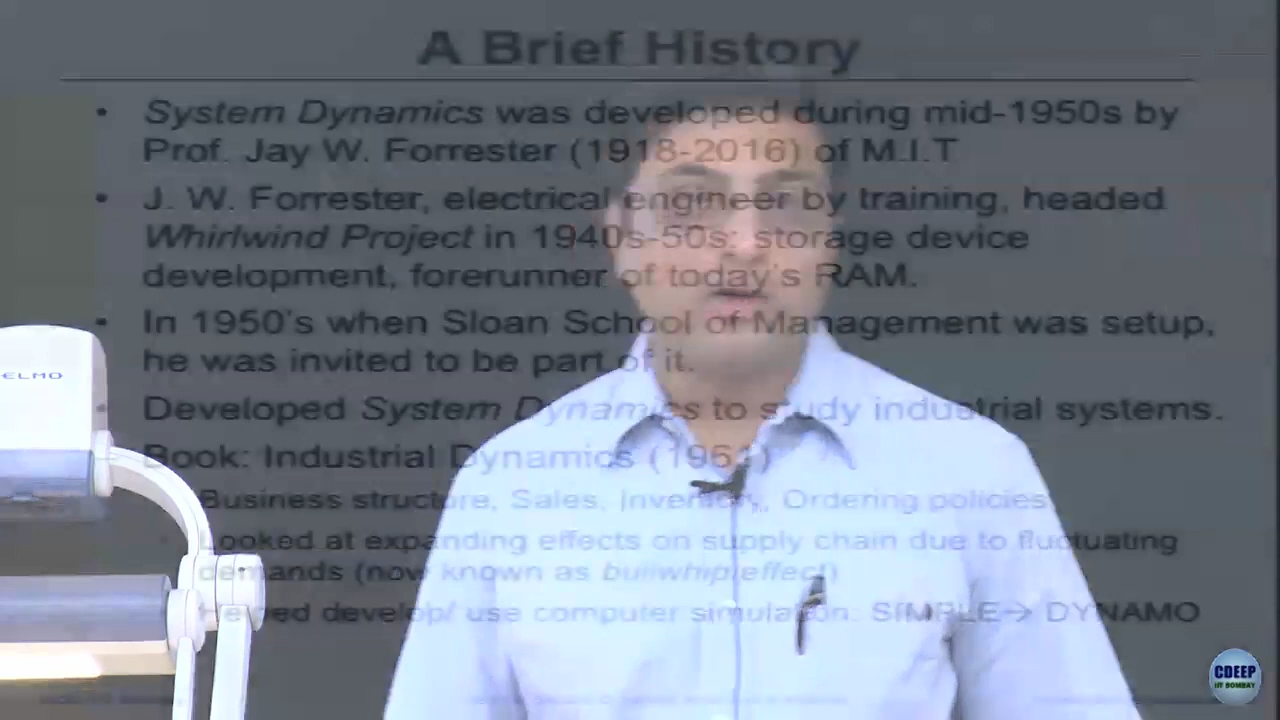 A Brief History
• System Dynamics was developed during mid-1950s by
Prof. Jay W. Forrester (1918-2016) of M.I.T
• J. W. Forrester, electrical engineer by training, headed
Whirlwind Project in 1940s-50s: storage device
development, forerunner of today's RAM.
• In 1950's when Sloan School of Management was setup,
he was invited to be part of it.
• Developed System Dynamics to study industrial systems.
Book: Industrial Dynamics
Business structure, Sales, Inventory, Ordering policies
Looked at expanding effects on supply chain due to fluctuating
demands (now known as bullwhip effect)
Helped develop/ use computer simulation: SIMPLE→ DYNAMO
ELMO
CDEEP
IIT BOMBAY